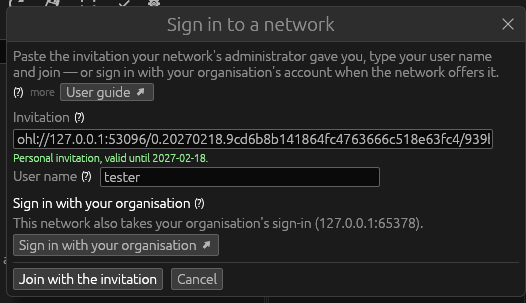 Sign in to a network
Paste the invitation your network's administrator gave you, type your user name
and join — or sign in with your organisation's account when the network offers it.
(?) more User guide
Invitation
ohl://127.0.0.1:53096/0.20270218.9cd6b8b141864fc4763666c518e63fc4/939l
Personal invitation, valid until 2027-02-18.
User name (?) tester
Sign in with your organisation (?)
This network also takes your organisation's sign-in (127.0.0.1:65378).
Sign in with your organisation
Join with the invitation Cancel